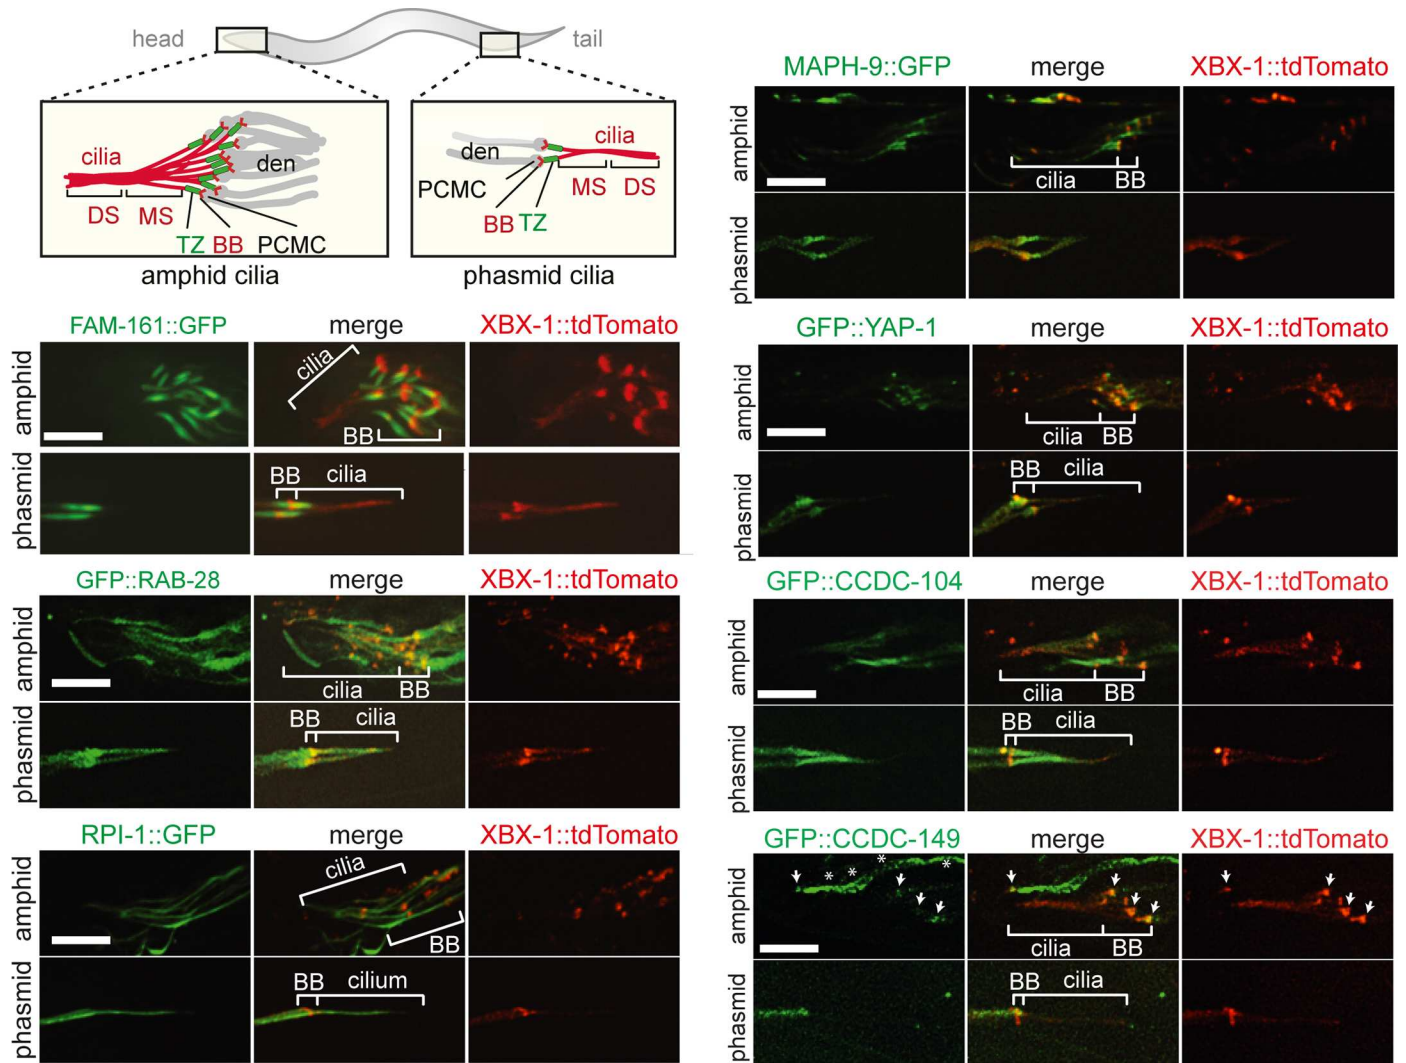 head
tail
cilia
den
DS
MS
TZ
BB
PCMC
amphid cilia
den
cilia
PCMC
MS
DS
BB
TZ
phasmid cilia
FAM-161::GFP
merge
XBX-1::tdTomato
amphid
cilia
BB
phasmid
BB
cilia
GFP::RAB-28
merge
XBX-1::tdTomato
amphid
cilia
BB
phasmid
BB
cilia
RPI-1::GFP
merge
XBX-1::tdTomato
amphid
cilia
BB
phasmid
BB
cilium
MAPH-9::GFP
merge
XBX-1::tdTomato
amphid
cilia
BB
phasmid
GFP::YAP-1
merge
XBX-1::tdTomato
amphid
cilia
BB
phasmid
BB
cilia
GFP::CCDC-104
merge
XBX-1::tdTomato
amphid
cilia
BB
phasmid
BB
cilia
GFP::CCDC-149
merge
XBX-1::tdTomato
amphid
* * * *
cilia
BB
phasmid
BB
cilia